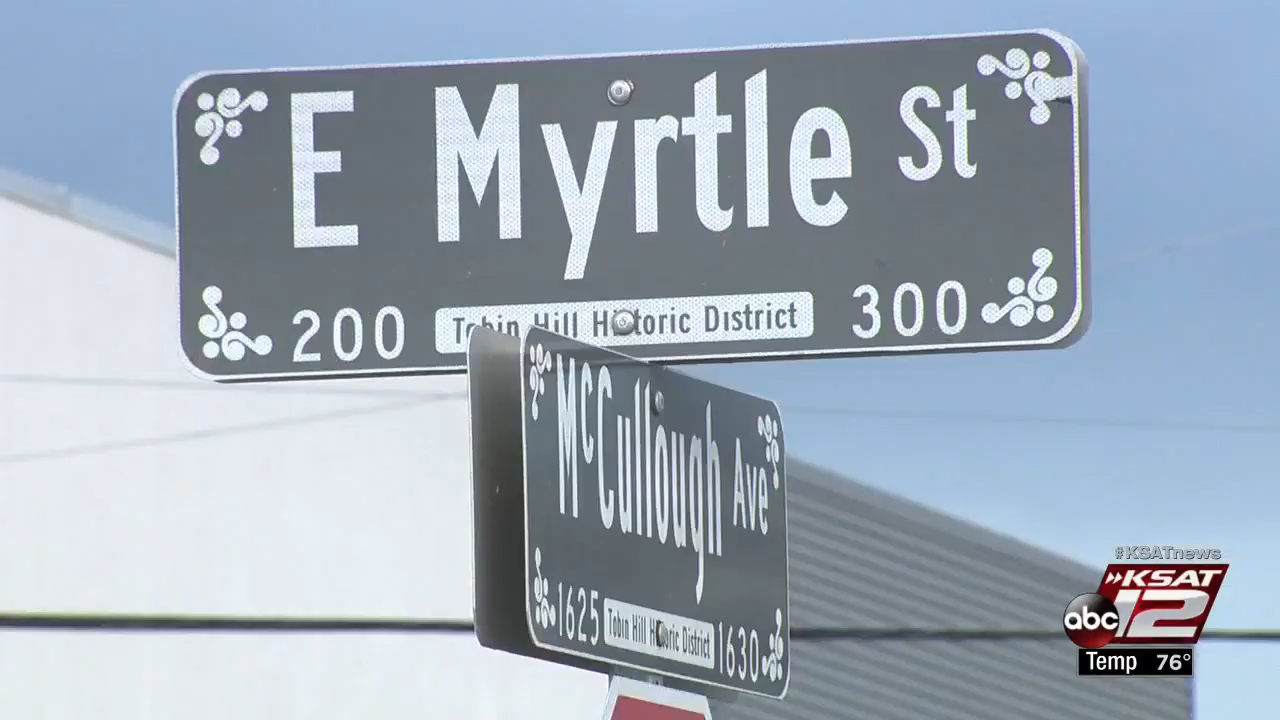 E Myrtle St
200 Tobin Hill Historic District 300
McCullough Ave
1625 Tobin Hill Historic District 1630
#KSATnews
KSAT
abc 12
Temp 76°